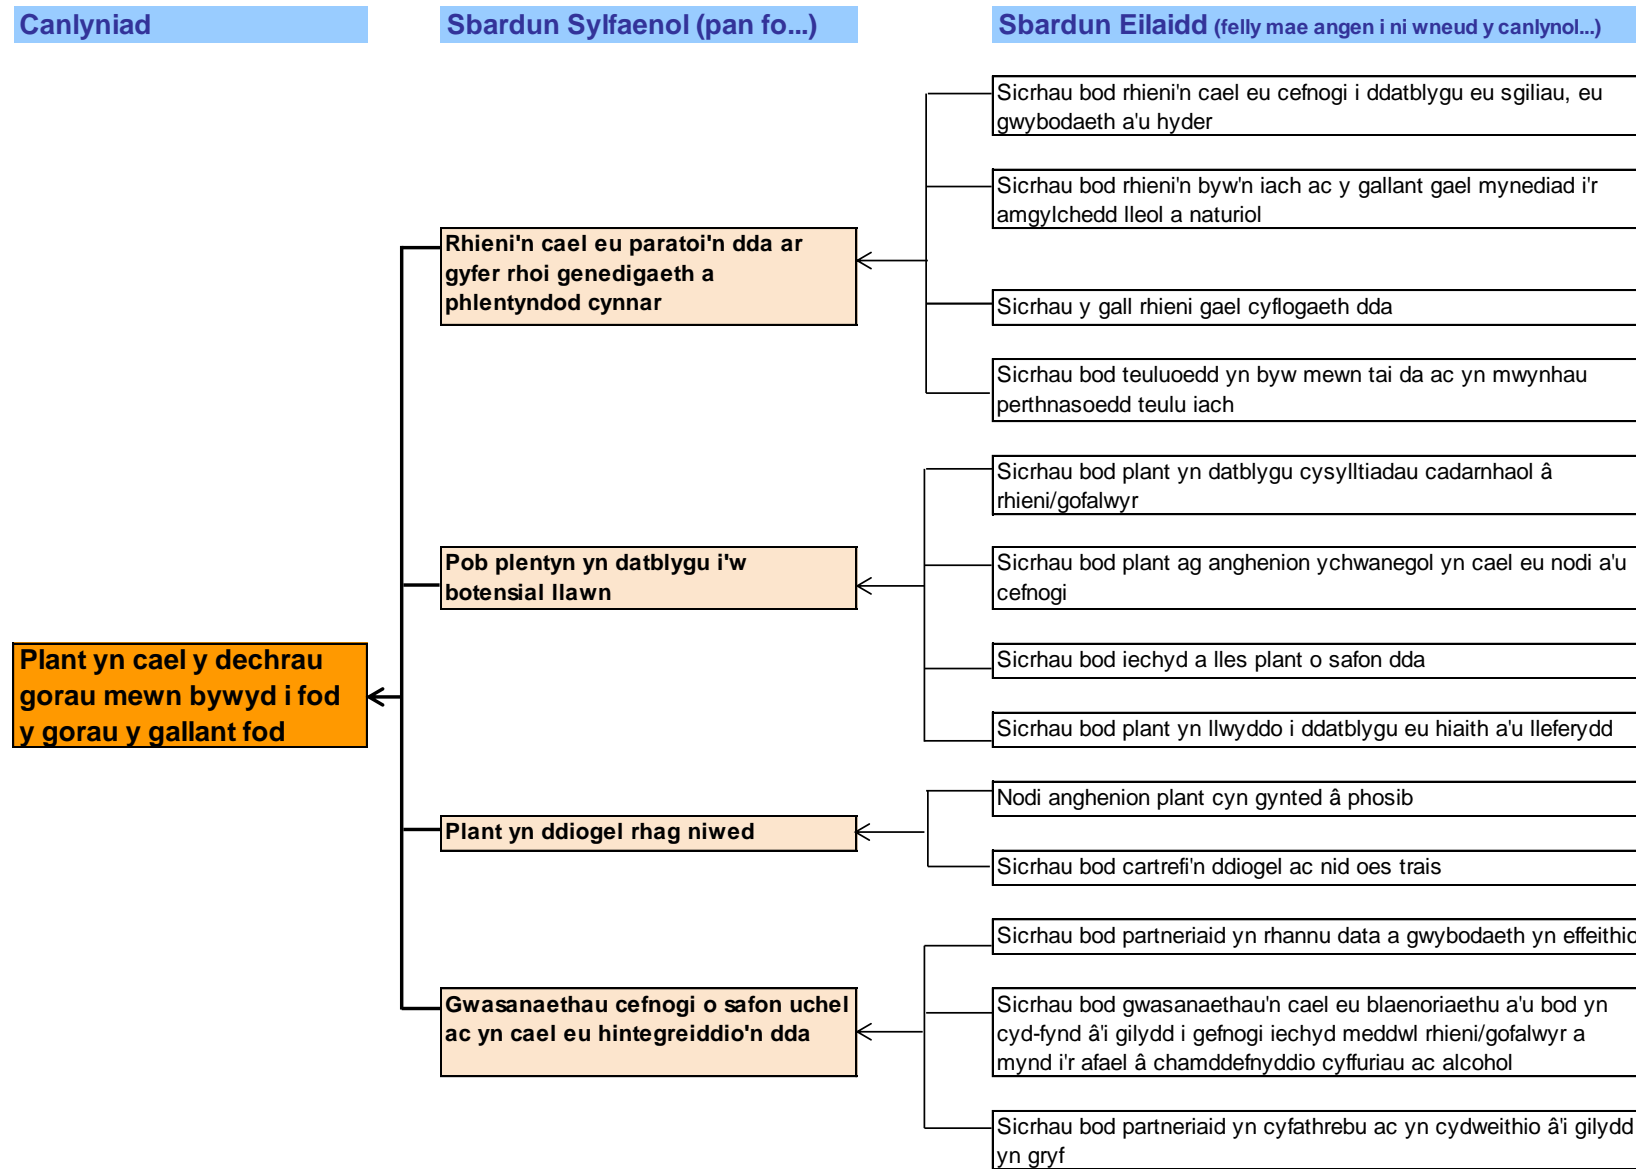 Canlyniad
Sbardun Sylfaenol (pan fo...)
Sbardun Eilaidd (felly mae angen i ni wneud y canlynol...)
Plant yn cael y dechrau
gorau mewn bywyd i fod
y gorau y gallant fod
Rhieni'n cael eu paratoi'n dda ar
gyfer rhoi genedigaeth a
phlentyndod cynnar
Sicrhau bod rhieni'n cael eu cefnogi i ddatblygu eu sgiliau, eu
gwybodaeth a'u hyder
Sicrhau bod rhieni'n byw'n iach ac y gallant gael mynediad i'r
amgylchedd lleol a naturiol
Sicrhau y gall rhieni gael cyflogaeth dda
Sicrhau bod teuluoedd yn byw mewn tai da ac yn mwynhau
perthnasoedd teulu iach
Pob plentyn yn datblygu i'w
botensial llawn
Sicrhau bod plant yn datblygu cysylltiadau cadarnhaol â
rhieni/gofalwyr
Sicrhau bod plant ag anghenion ychwanegol yn cael eu nodi a'u
cefnogi
Sicrhau bod iechyd a lles plant o safon dda
Sicrhau bod plant yn llwyddo i ddatblygu eu hiaith a'u lleferydd
Plant yn ddiogel rhag niwed
Nodi anghenion plant cyn gynted â phosib
Sicrhau bod cartrefi'n ddiogel ac nid oes trais
Gwasanaethau cefnogi o safon uchel
ac yn cael eu hintegreiddio'n dda
Sicrhau bod partneriaid yn rhannu data a gwybodaeth yn effeithio
Sicrhau bod gwasanaethau'n cael eu blaenoriaethu a'u bod yn
cyd-fynd â'i gilydd i gefnogi iechyd meddwl rhieni/gofalwyr a
mynd i'r afael â chamddefnyddio cyffuriau ac alcohol
Sicrhau bod partneriaid yn cyfathrebu ac yn cydweithio â'i gilydd
yn gryf